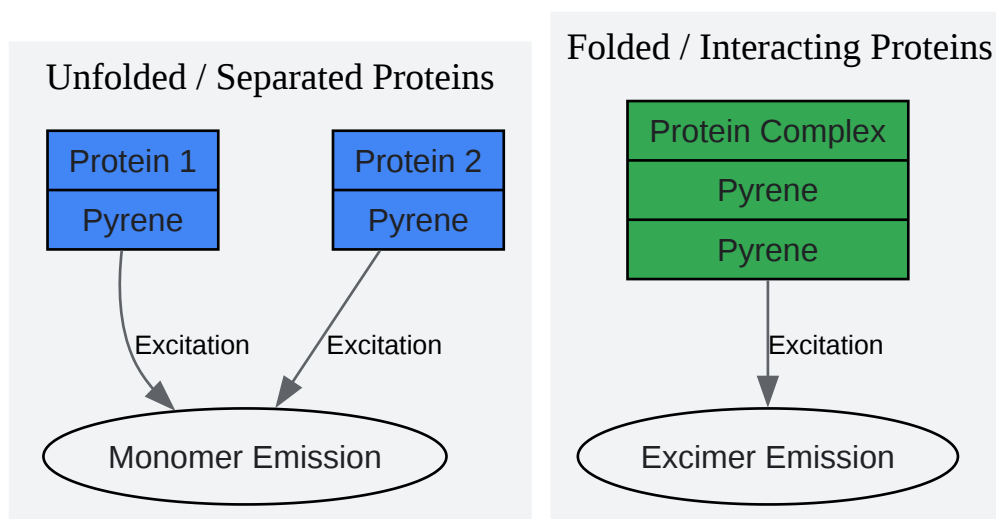 Unfolded / Separated Proteins
Protein 1
Pyrene
Protein 2
Pyrene
Excitation
Excitation
Monomer Emission
Folded / Interacting Proteins
Protein Complex
Pyrene
Pyrene
Excitation
Excimer Emission